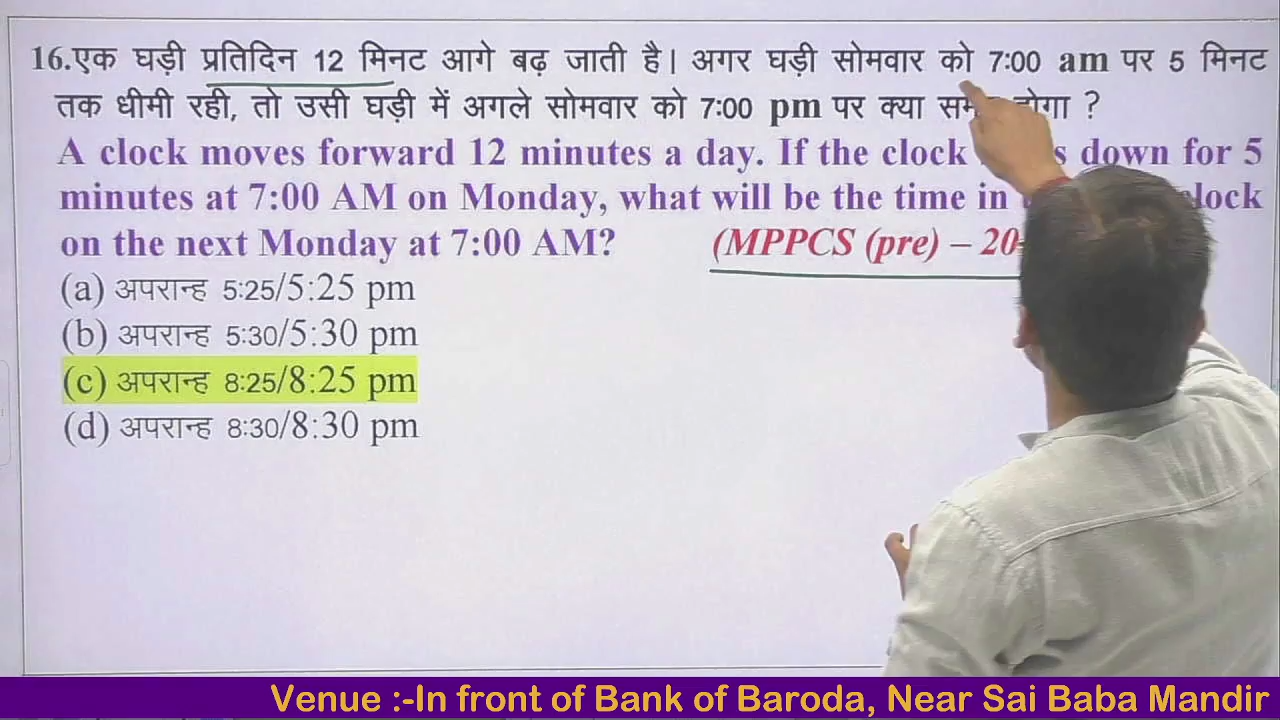 16.एक घड़ी प्रतिदिन 12 मिनट आगे बढ़ जाती है। अगर घड़ी सोमवार को 7:00 am पर 5 मिनट
तक धीमी रही, तो उसी घड़ी में अगले सोमवार को 7:00 pm पर क्या होगा ?
A clock moves forward 12 minutes a day. If the clock down for 5
minutes at 7:00 AM on Monday, what will be the time in
on the next Monday at 7:00 AM? (MPPCS (pre) – 20
(a) अपरान्ह 5:25/5:25 pm
(b) अपरान्ह 5:30/5:30 pm
(c) अपरान्ह 8:25/8:25 pm
(d) अपरान्ह 8:30/8:30 pm
Venue :-In front of Bank of Baroda, Near Sai Baba Mandir